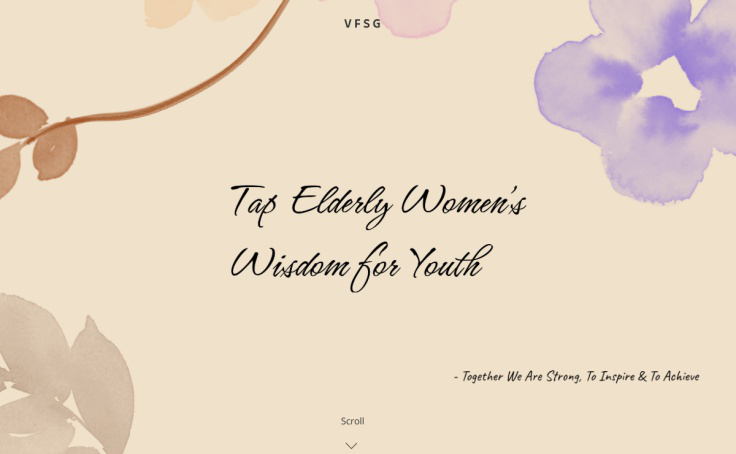 VFSG
Tap Elderly Women's
Wisdom for Youth
- Together We Are Strong, To Inspire & To Achieve
Scroll